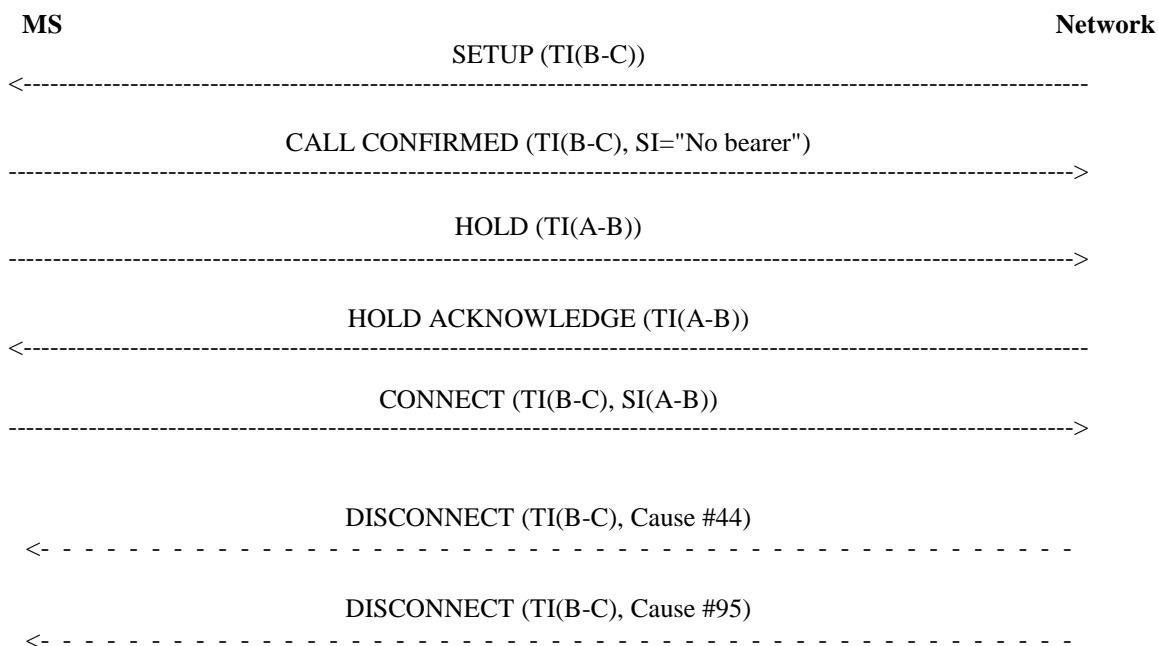 MS Network
SETUP (TI(B-C))
<------------------------------------------------------------------------------------------------------------------------
CALL CONFIRMED (TI(B-C), SI="No bearer")
------------------------------------------------------------------------------------------------------------------------>
HOLD (TI(A-B))
------------------------------------------------------------------------------------------------------------------------>
HOLD ACKNOWLEDGE (TI(A-B))
<------------------------------------------------------------------------------------------------------------------------
CONNECT (TI(B-C), SI(A-B))
------------------------------------------------------------------------------------------------------------------------>
DISCONNECT (TI(B-C), Cause #44)
<- - - - - - - - - - - - - - - - - - - - - - - - - - - - - - - - - - - - - - - - - - - - - - - -
DISCONNECT (TI(B-C), Cause #95)
<- - - - - - - - - - - - - - - - - - - - - - - - - - - - - - - - - - - - - - - - - - - - - - - -